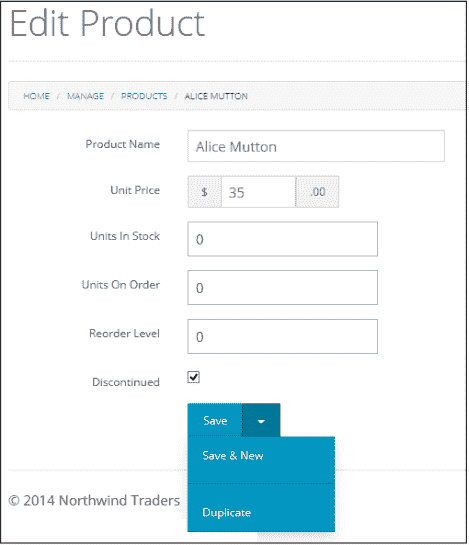 Edit Product
HOME / MANAGE / PRODUCTS / ALICE MUTTON
Product Name Alice Mutton
Unit Price $ 35 .00
Units In Stock 0
Units On Order 0
Reorder Level 0
Discontinued
Save
Save & New
© 2014 Northwind Traders
Duplicate